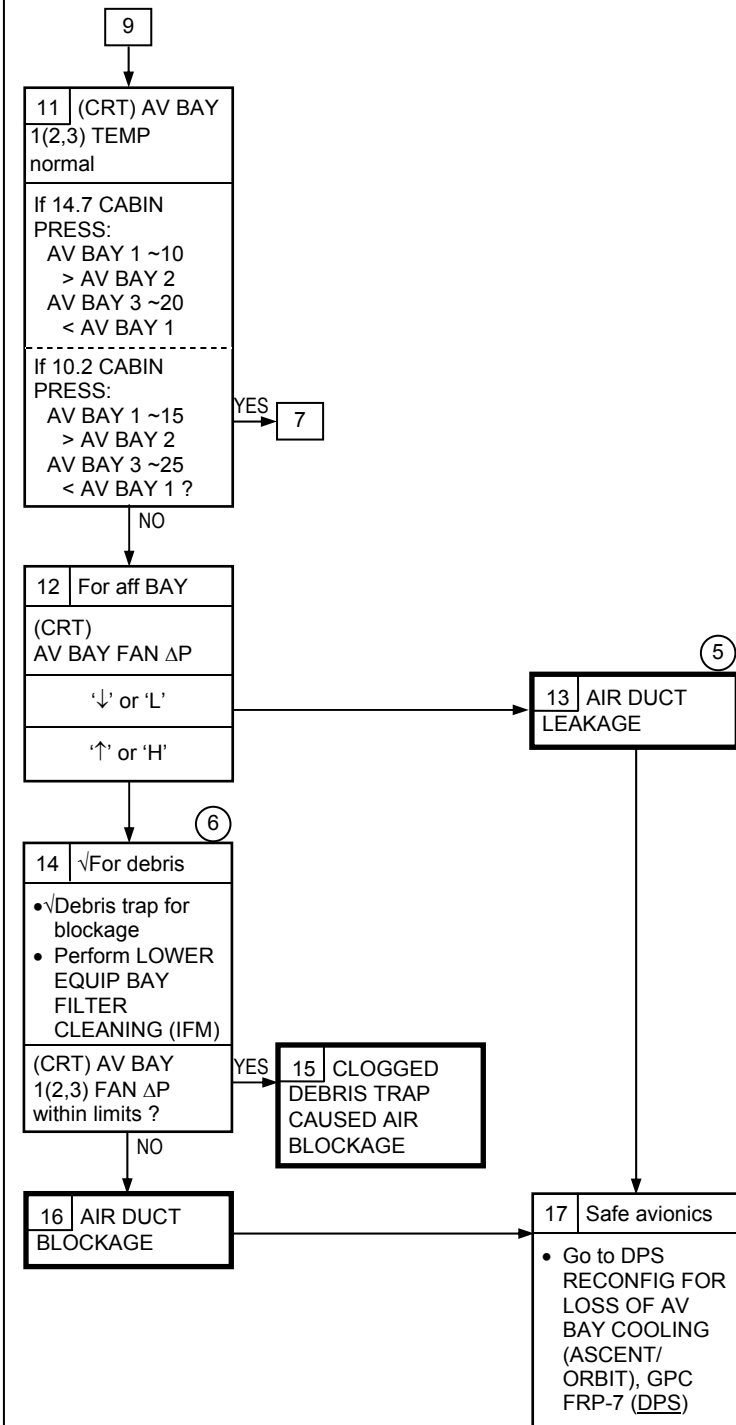 9
11 (CRT) AV BAY
1(2,3) TEMP
normal
If 14.7 CABIN
PRESS:
AV BAY 1 ~10
> AV BAY 2
AV BAY 3 ~20
< AV BAY 1
If 10.2 CABIN
PRESS:
AV BAY 1 ~15
> AV BAY 2
AV BAY 3 ~25
< AV BAY 1 ?
YES
7
NO
12 For aff BAY
(CRT)
AV BAY FAN ∆P
‘↓’ or ‘L’
‘↑’ or ‘H’
5
13 AIR DUCT
LEAKAGE
6
14 √For debris
•√Debris trap for
blockage
• Perform LOWER
EQUIP BAY
FILTER
CLEANING (IFM)
(CRT) AV BAY
1(2,3) FAN ∆P
within limits ?
YES
15 CLOGGED
DEBRIS TRAP
CAUSED AIR
BLOCKAGE
NO
16 AIR DUCT
BLOCKAGE
17 Safe avionics
• Go to DPS
RECONFIG FOR
LOSS OF AV
BAY COOLING
(ASCENT/
ORBIT), GPC
FRP-7 (DPS)